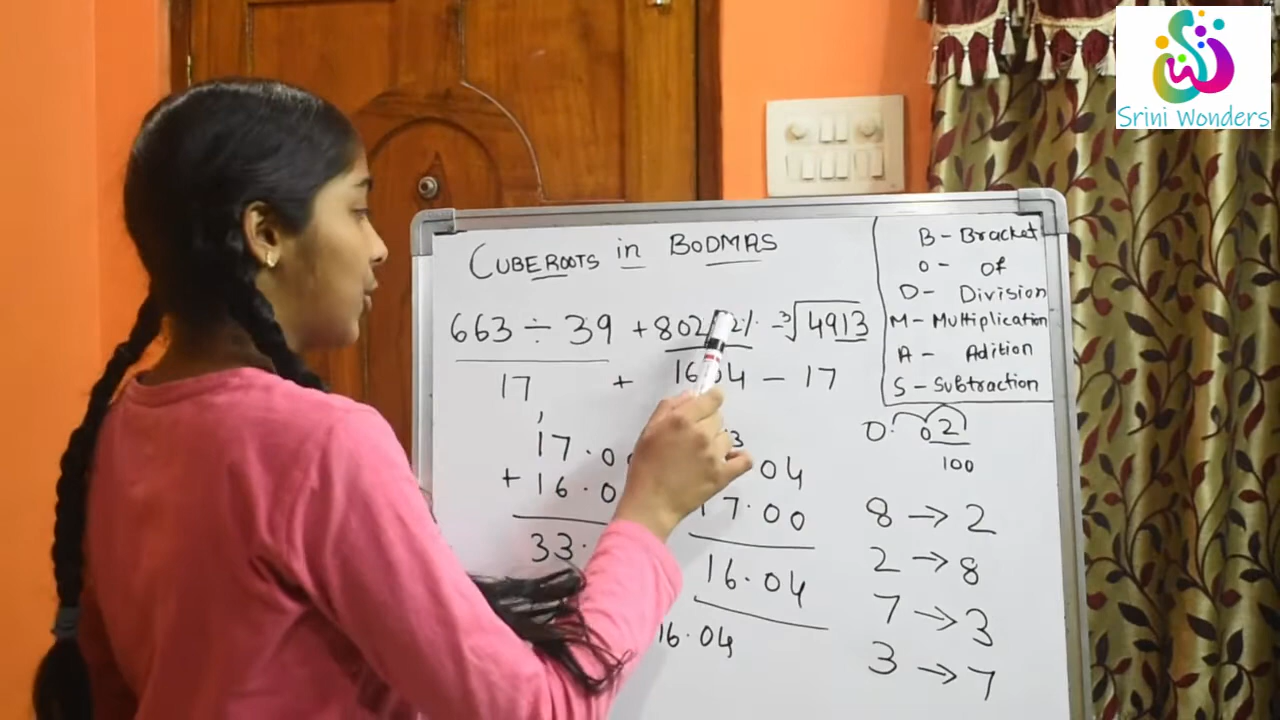 Srini Wonders
CUBEROOTS in BODMAS
663 ÷ 39 + 802 2% - ∛4913
17 + 16.04 - 17
17.0
+ 16.0
33.
3
.04
17.00
16.04
16.04
B - Bracket
O - Of
D - Division
M - Multiplication
A - Adition
S - Subtraction
0.02
100
8 → 2
2 → 8
7 → 3
3 → 7